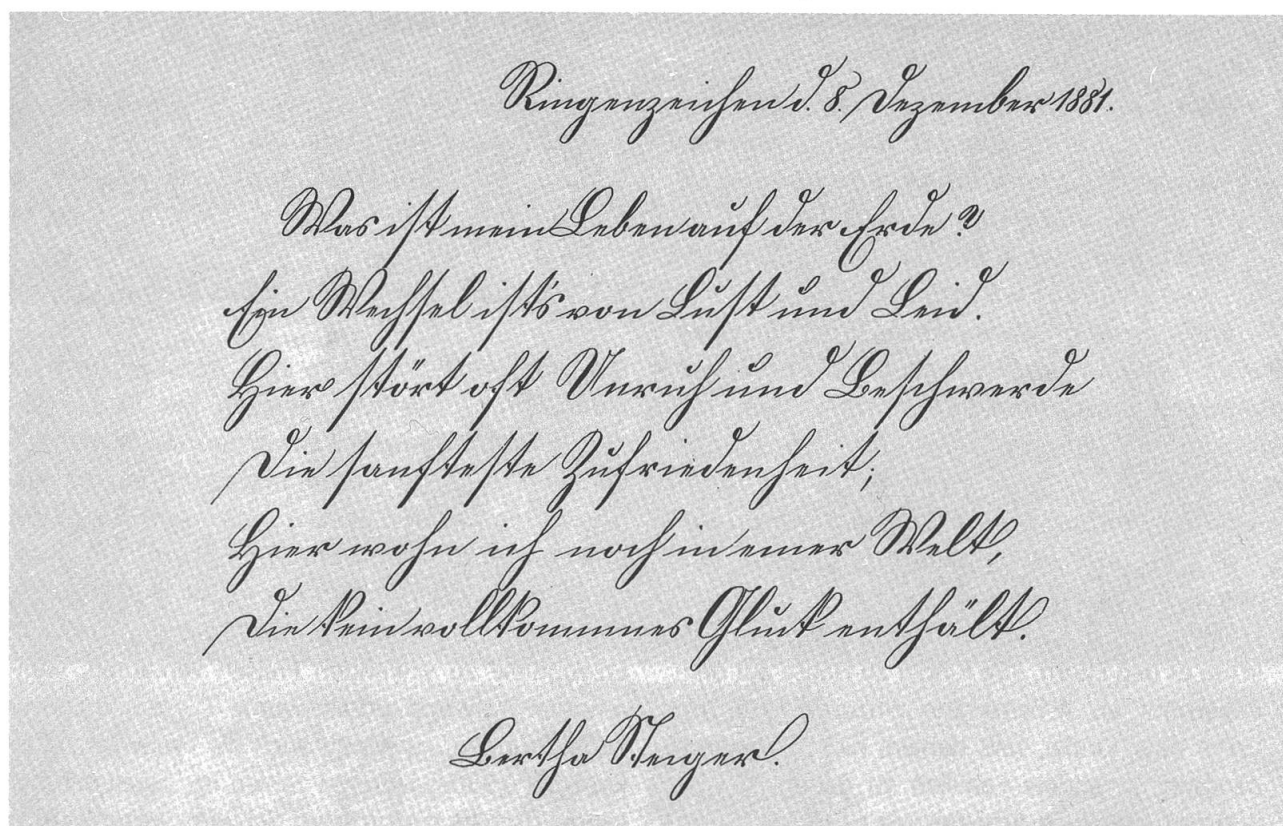 Ringenzeichen d. 8. Dezember 1881.
Was ist mein Leben auf der Erde?
Ein Wechsel ist's von Lust und Leid.
Hier stört oft Unruh und Beschwerde
Die sanfteste Zufriedenheit;
Hier wohn ich noch in einer Welt,
Die kein vollkommnes Glück enthält.
Bertha Steiger.